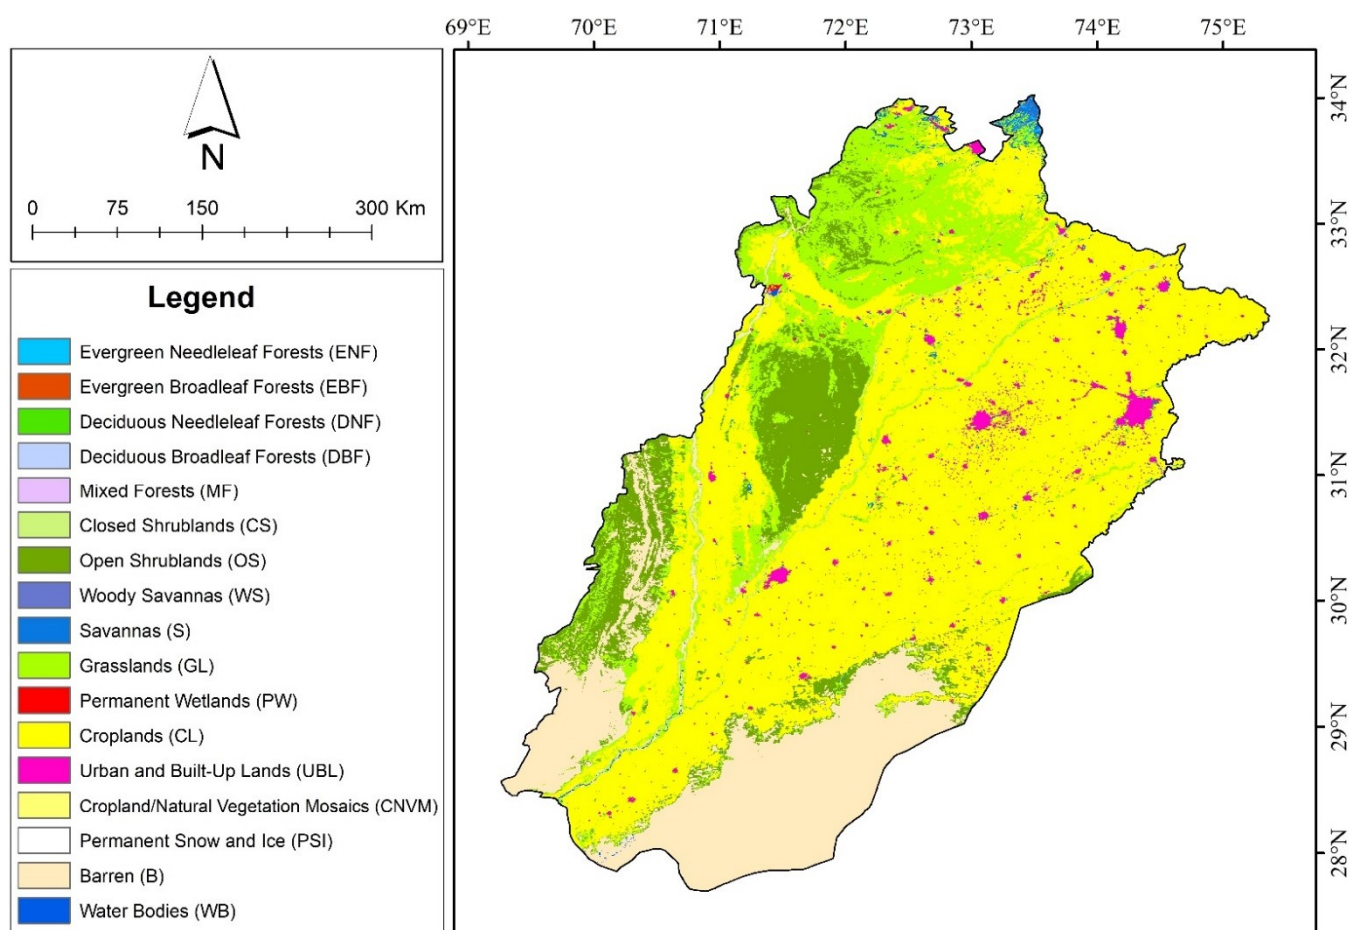 69°E 70°E 71°E 72°E 73°E 74°E 75°E
N
0 75 150 300 Km
Legend
Evergreen Needleleaf Forests (ENF)
Evergreen Broadleaf Forests (EBF)
Deciduous Needleleaf Forests (DNF)
Deciduous Broadleaf Forests (DBF)
Mixed Forests (MF)
Closed Shrublands (CS)
Open Shrublands (OS)
Woody Savannas (WS)
Savannas (S)
Grasslands (GL)
Permanent Wetlands (PW)
Croplands (CL)
Urban and Built-Up Lands (UBL)
Cropland/Natural Vegetation Mosaics (CNVM)
Permanent Snow and Ice (PSI)
Barren (B)
Water Bodies (WB)
34°N
33°N
32°N
31°N
30°N
29°N
28°N